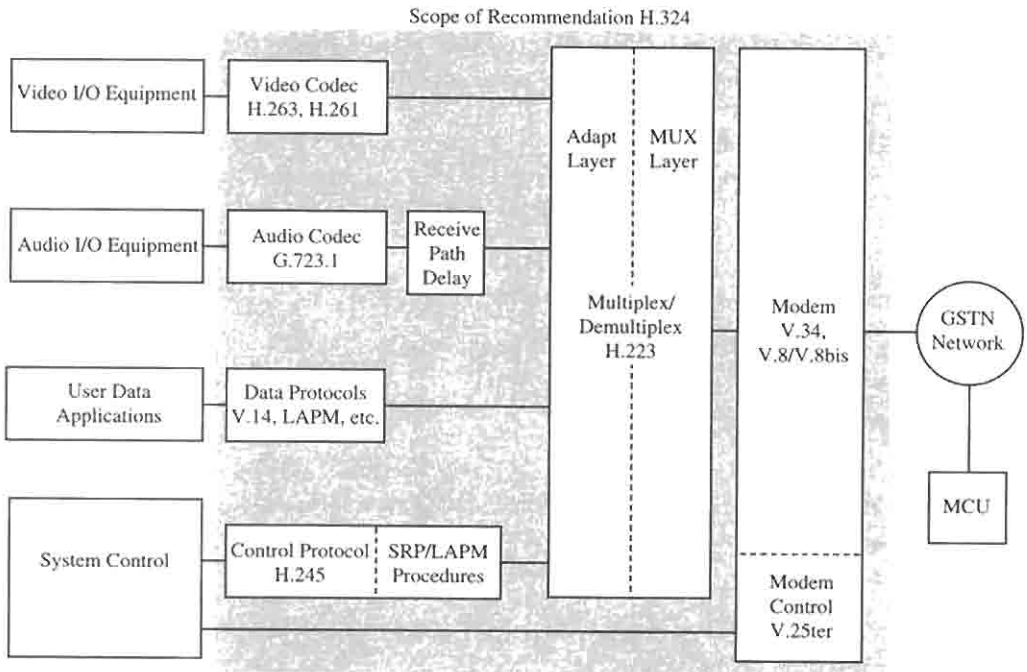 Scope of Recommendation H.324
Video I/O Equipment
Video Codec
H.263, H.261
Adapt
Layer
MUX
Layer
Audio I/O Equipment
Audio Codec
G.723.1
Receive
Path
Delay
Multiplex/
Demultiplex
H.223
Modem
V.34,
V.8/V.8bis
GSTN
Network
User Data
Applications
Data Protocols
V.14, LAPM, etc.
MCU
System Control
Control Protocol
H.245
SRP/LAPM
Procedures
Modem
Control
V.25ter